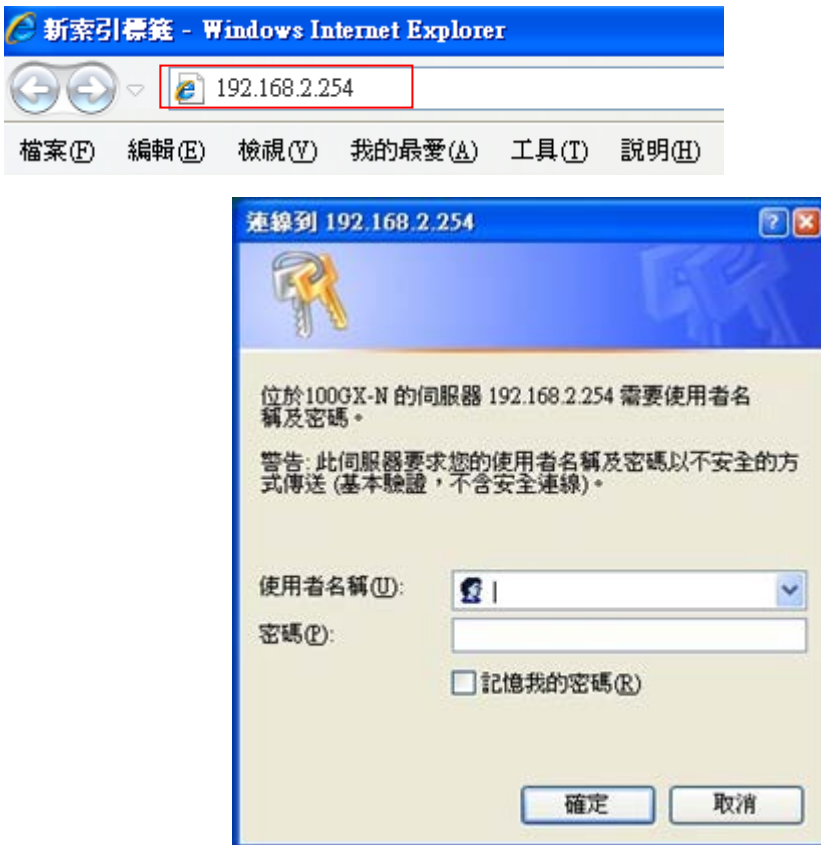 新索引標籤 - Windows Internet Explorer
192.168.2.254
檔案(F) 編輯(E) 檢視(V) 我的最愛(A) 工具(T) 說明(H)
連線到 192.168.2.254
位於100GX-N 的伺服器 192.168.2.254 需要使用者名
稱及密碼。
警告: 此伺服器要求您的使用者名稱及密碼以不安全的方
式傳送 (基本驗證，不含安全連線)。
使用者名稱(U):
密碼(P):
記憶我的密碼(R)
確定 取消